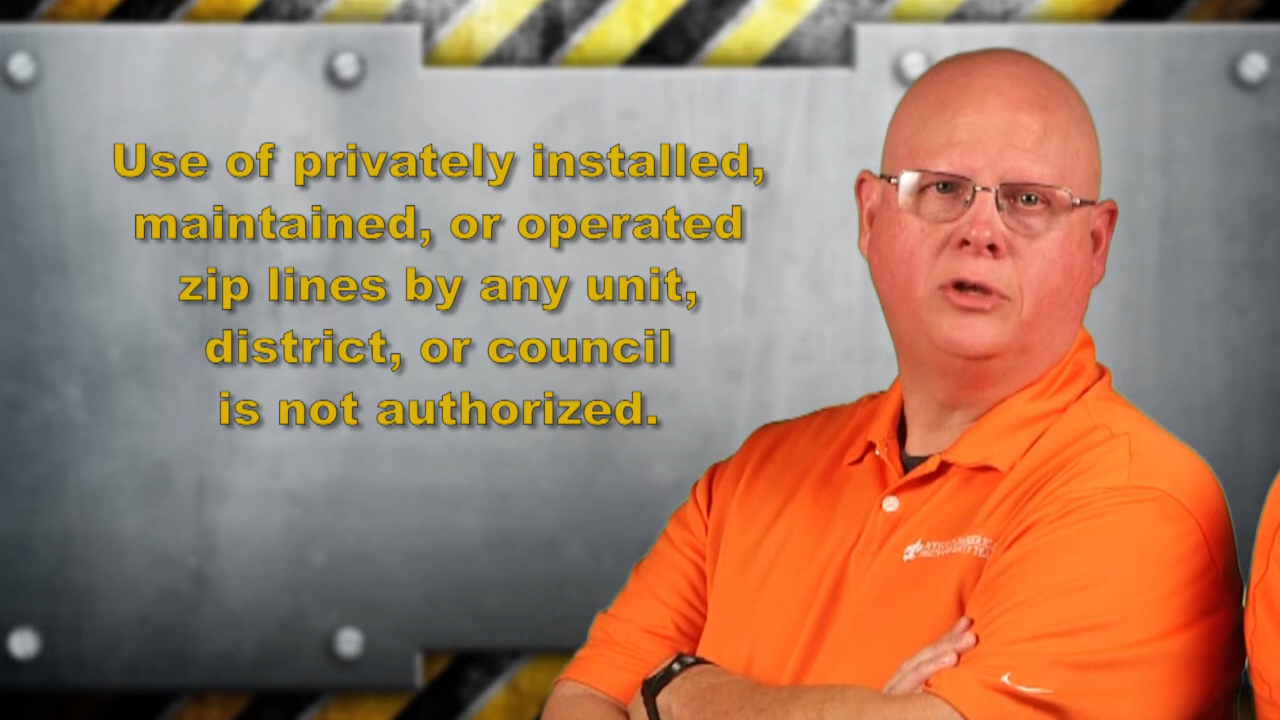 Use of privately installed,
maintained, or operated
zip lines by any unit,
district, or council
is not authorized.